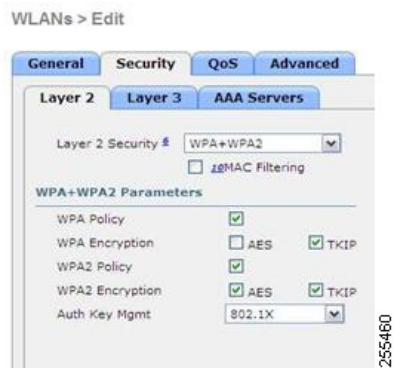 WLANs > Edit
General Security QoS Advanced
Layer 2 Layer 3 AAA Servers
Layer 2 Security 6 WPA+WPA2
10MAC Filtering
WPA+WPA2 Parameters
WPA Policy
WPA Encryption AES TKIP
WPA2 Policy
WPA2 Encryption AES TKIP
Auth Key Mgmt 802.1X
255460